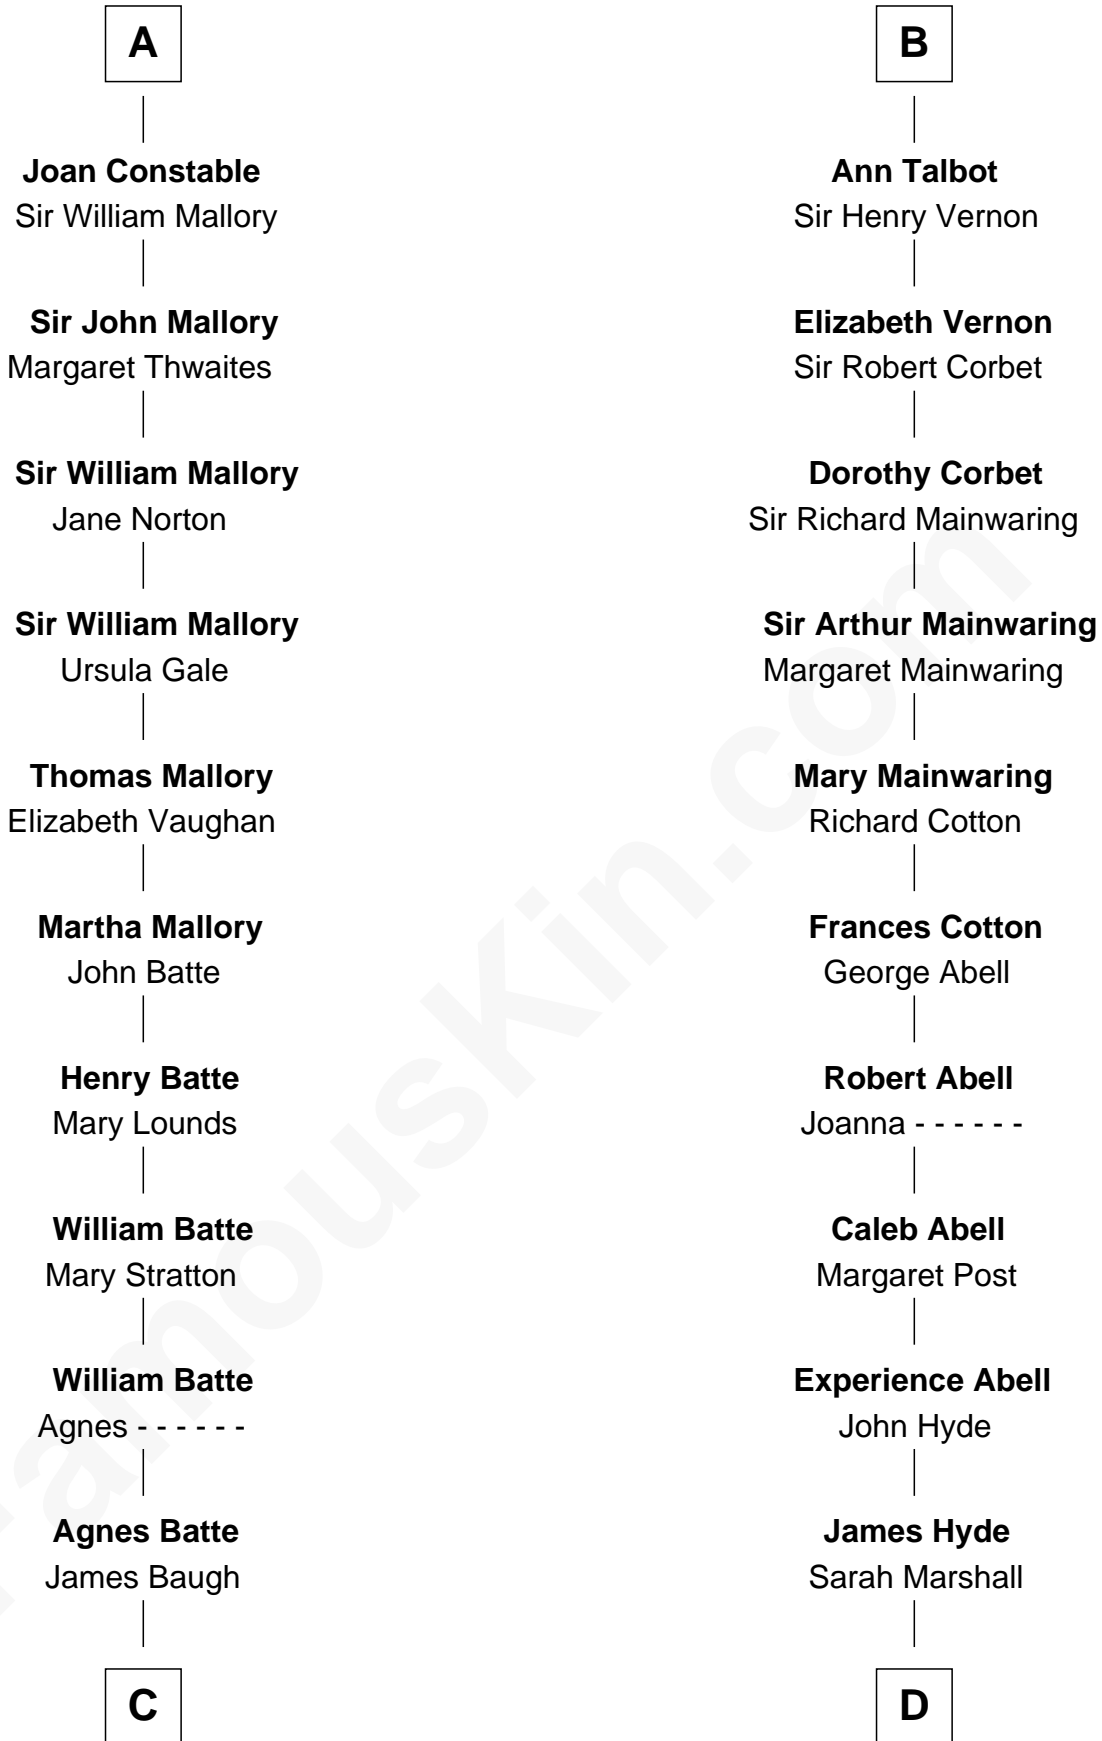 A
Joan Constable
Sir William Mallory
Sir John Mallory
Margaret Thwaites
Sir William Mallory
Jane Norton
Sir William Mallory
Ursula Gale
Thomas Mallory
Elizabeth Vaughan
Martha Mallory
John Batte
Henry Batte
Mary Lounds
William Batte
Mary Stratton
William Batte
Agnes - - - - - -
Agnes Batte
James Baugh
C
B
Ann Talbot
Sir Henry Vernon
Elizabeth Vernon
Sir Robert Corbet
Dorothy Corbet
Sir Richard Mainwaring
Sir Arthur Mainwaring
Margaret Mainwaring
Mary Mainwaring
Richard Cotton
Frances Cotton
George Abell
Robert Abell
Joanna - - - - - -
Caleb Abell
Margaret Post
Experience Abell
John Hyde
James Hyde
Sarah Marshall
D
FamousKin.com